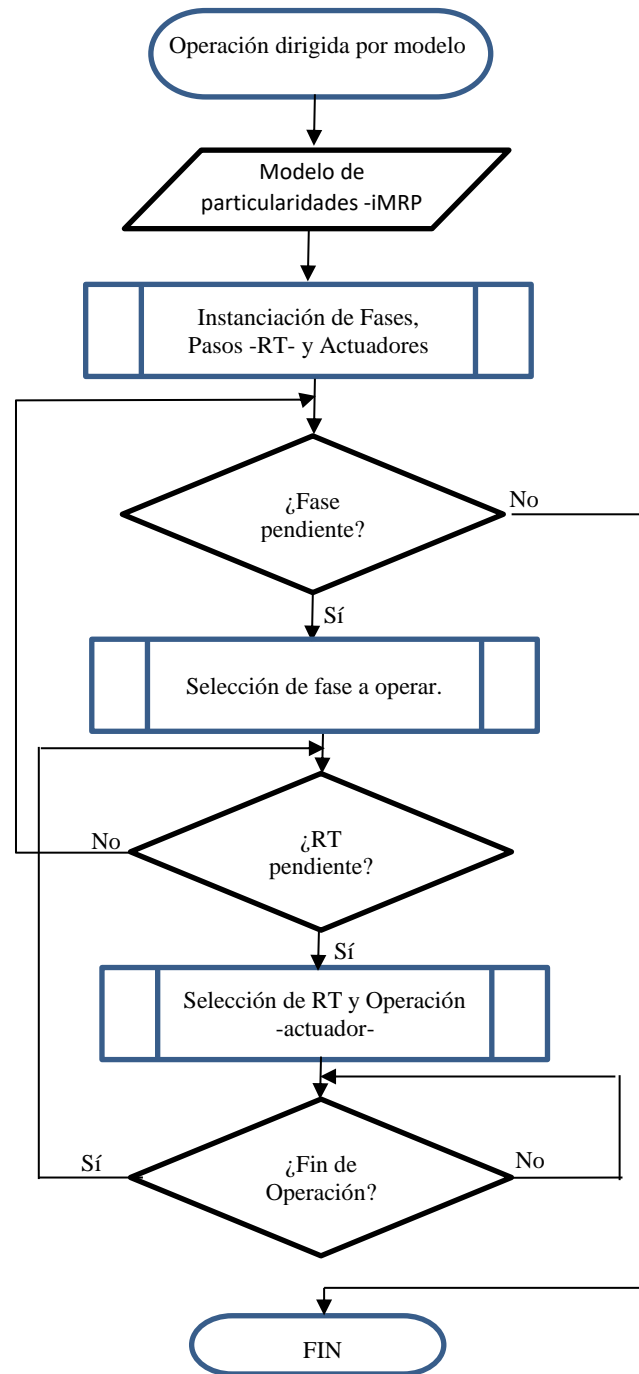 Operación dirigida por modelo
Modelo de
particularidades -iMRP
Instanciación de Fases,
Pasos -RT- y Actuadores
¿Fase
pendiente?
No
Sí
Selección de fase a operar.
No
¿RT
pendiente?
Sí
Selección de RT y Operación
-actuador-
Sí
¿Fin de
Operación?
No
FIN